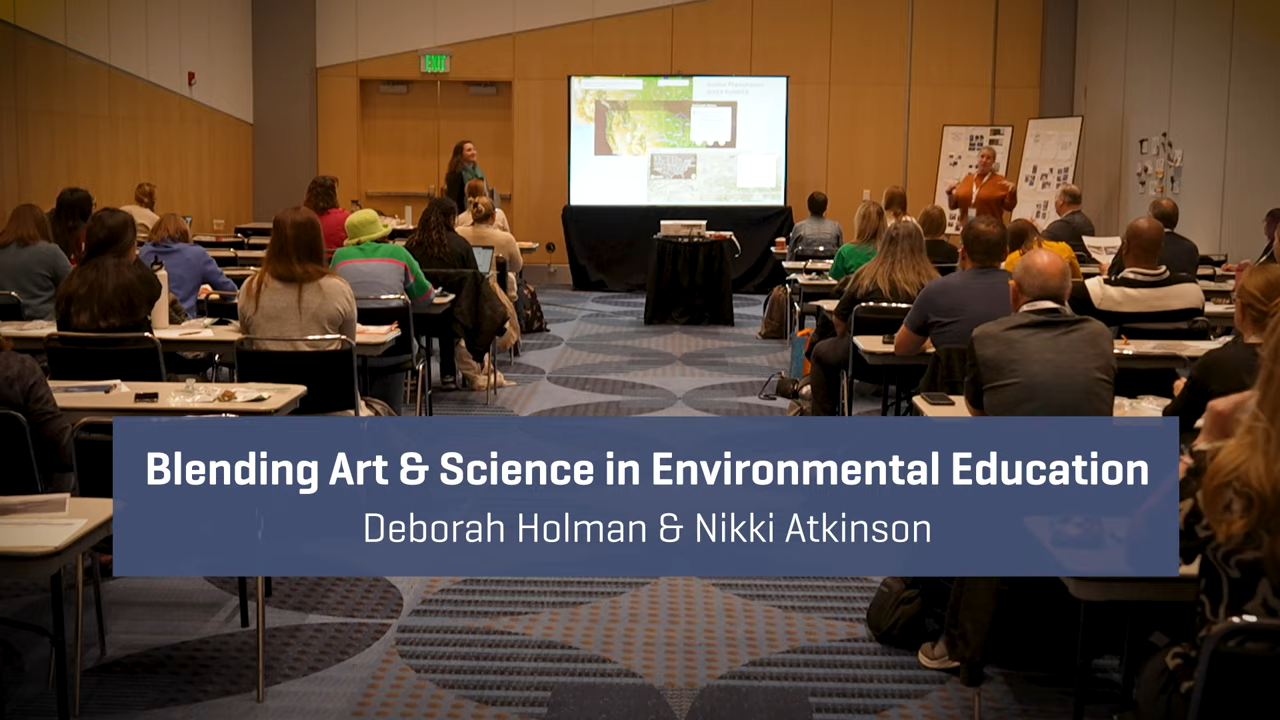 EXIT
Blending Art & Science in Environmental Education
Deborah Holman & Nikki Atkinson